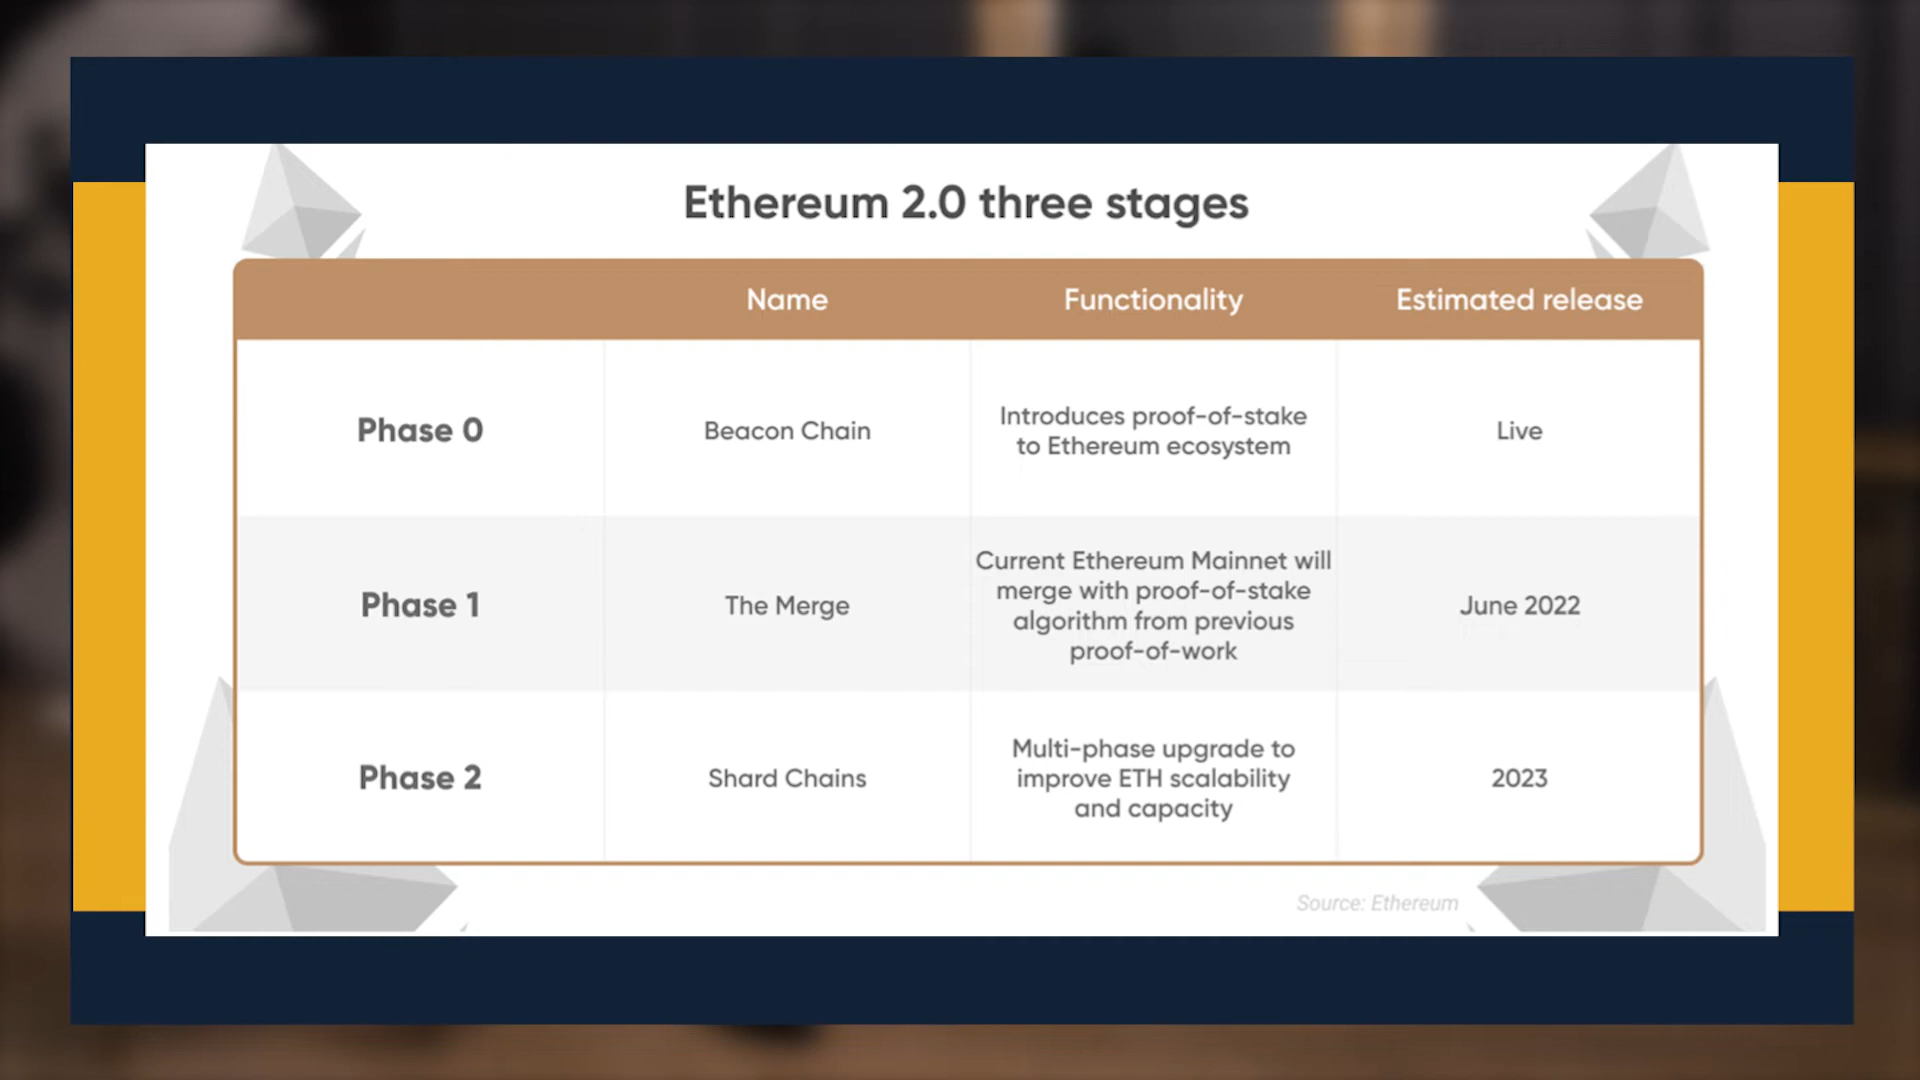 Ethereum 2.0 three stages
Name Functionality Estimated release
Phase 0
Beacon Chain
Introduces proof-of-stake
to Ethereum ecosystem
Live
Phase 1
The Merge
Current Ethereum Mainnet will
merge with proof-of-stake
algorithm from previous
proof-of-work
June 2022
Phase 2
Shard Chains
Multi-phase upgrade to
improve ETH scalability
and capacity
2023
Source: Ethereum